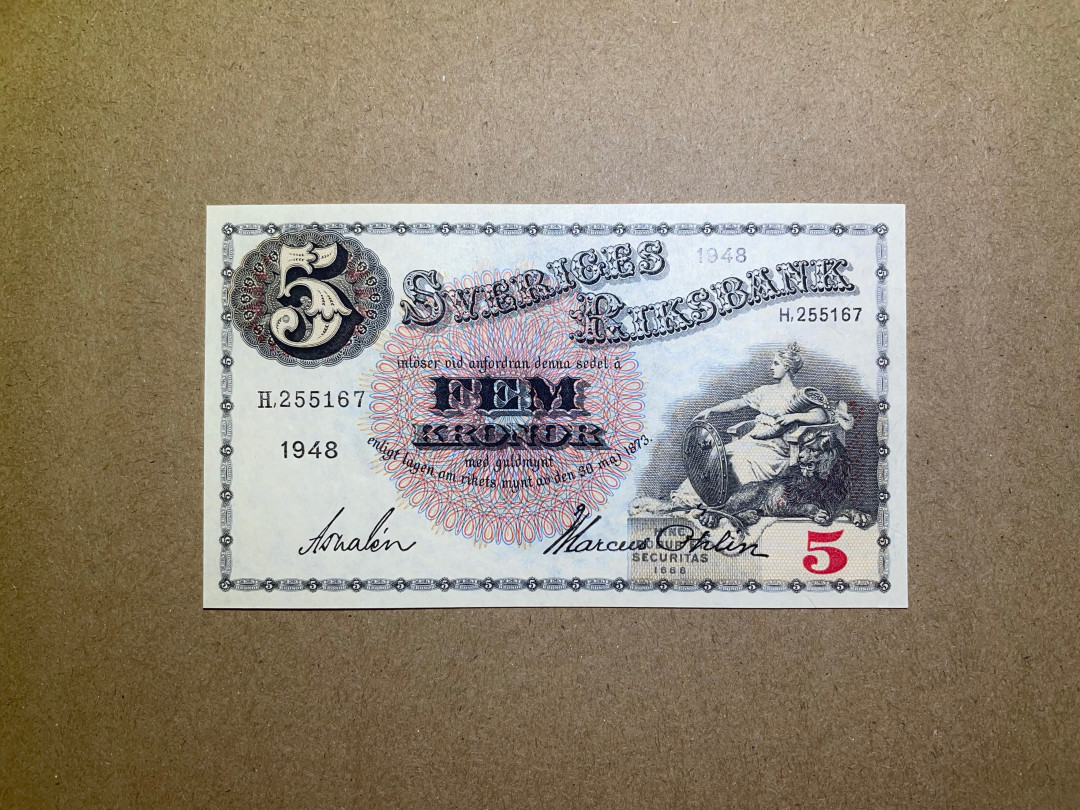 5
SVERIGES
1948
RIKSBANK
H,255167
inlöser vid anfordran denna sedel å
FEM
H,255167
KRONOR
1948
med guldmynt
enligt lagen om rikets mynt av den 30 maj 1873.
Marcus
SECURITAS
1668
5